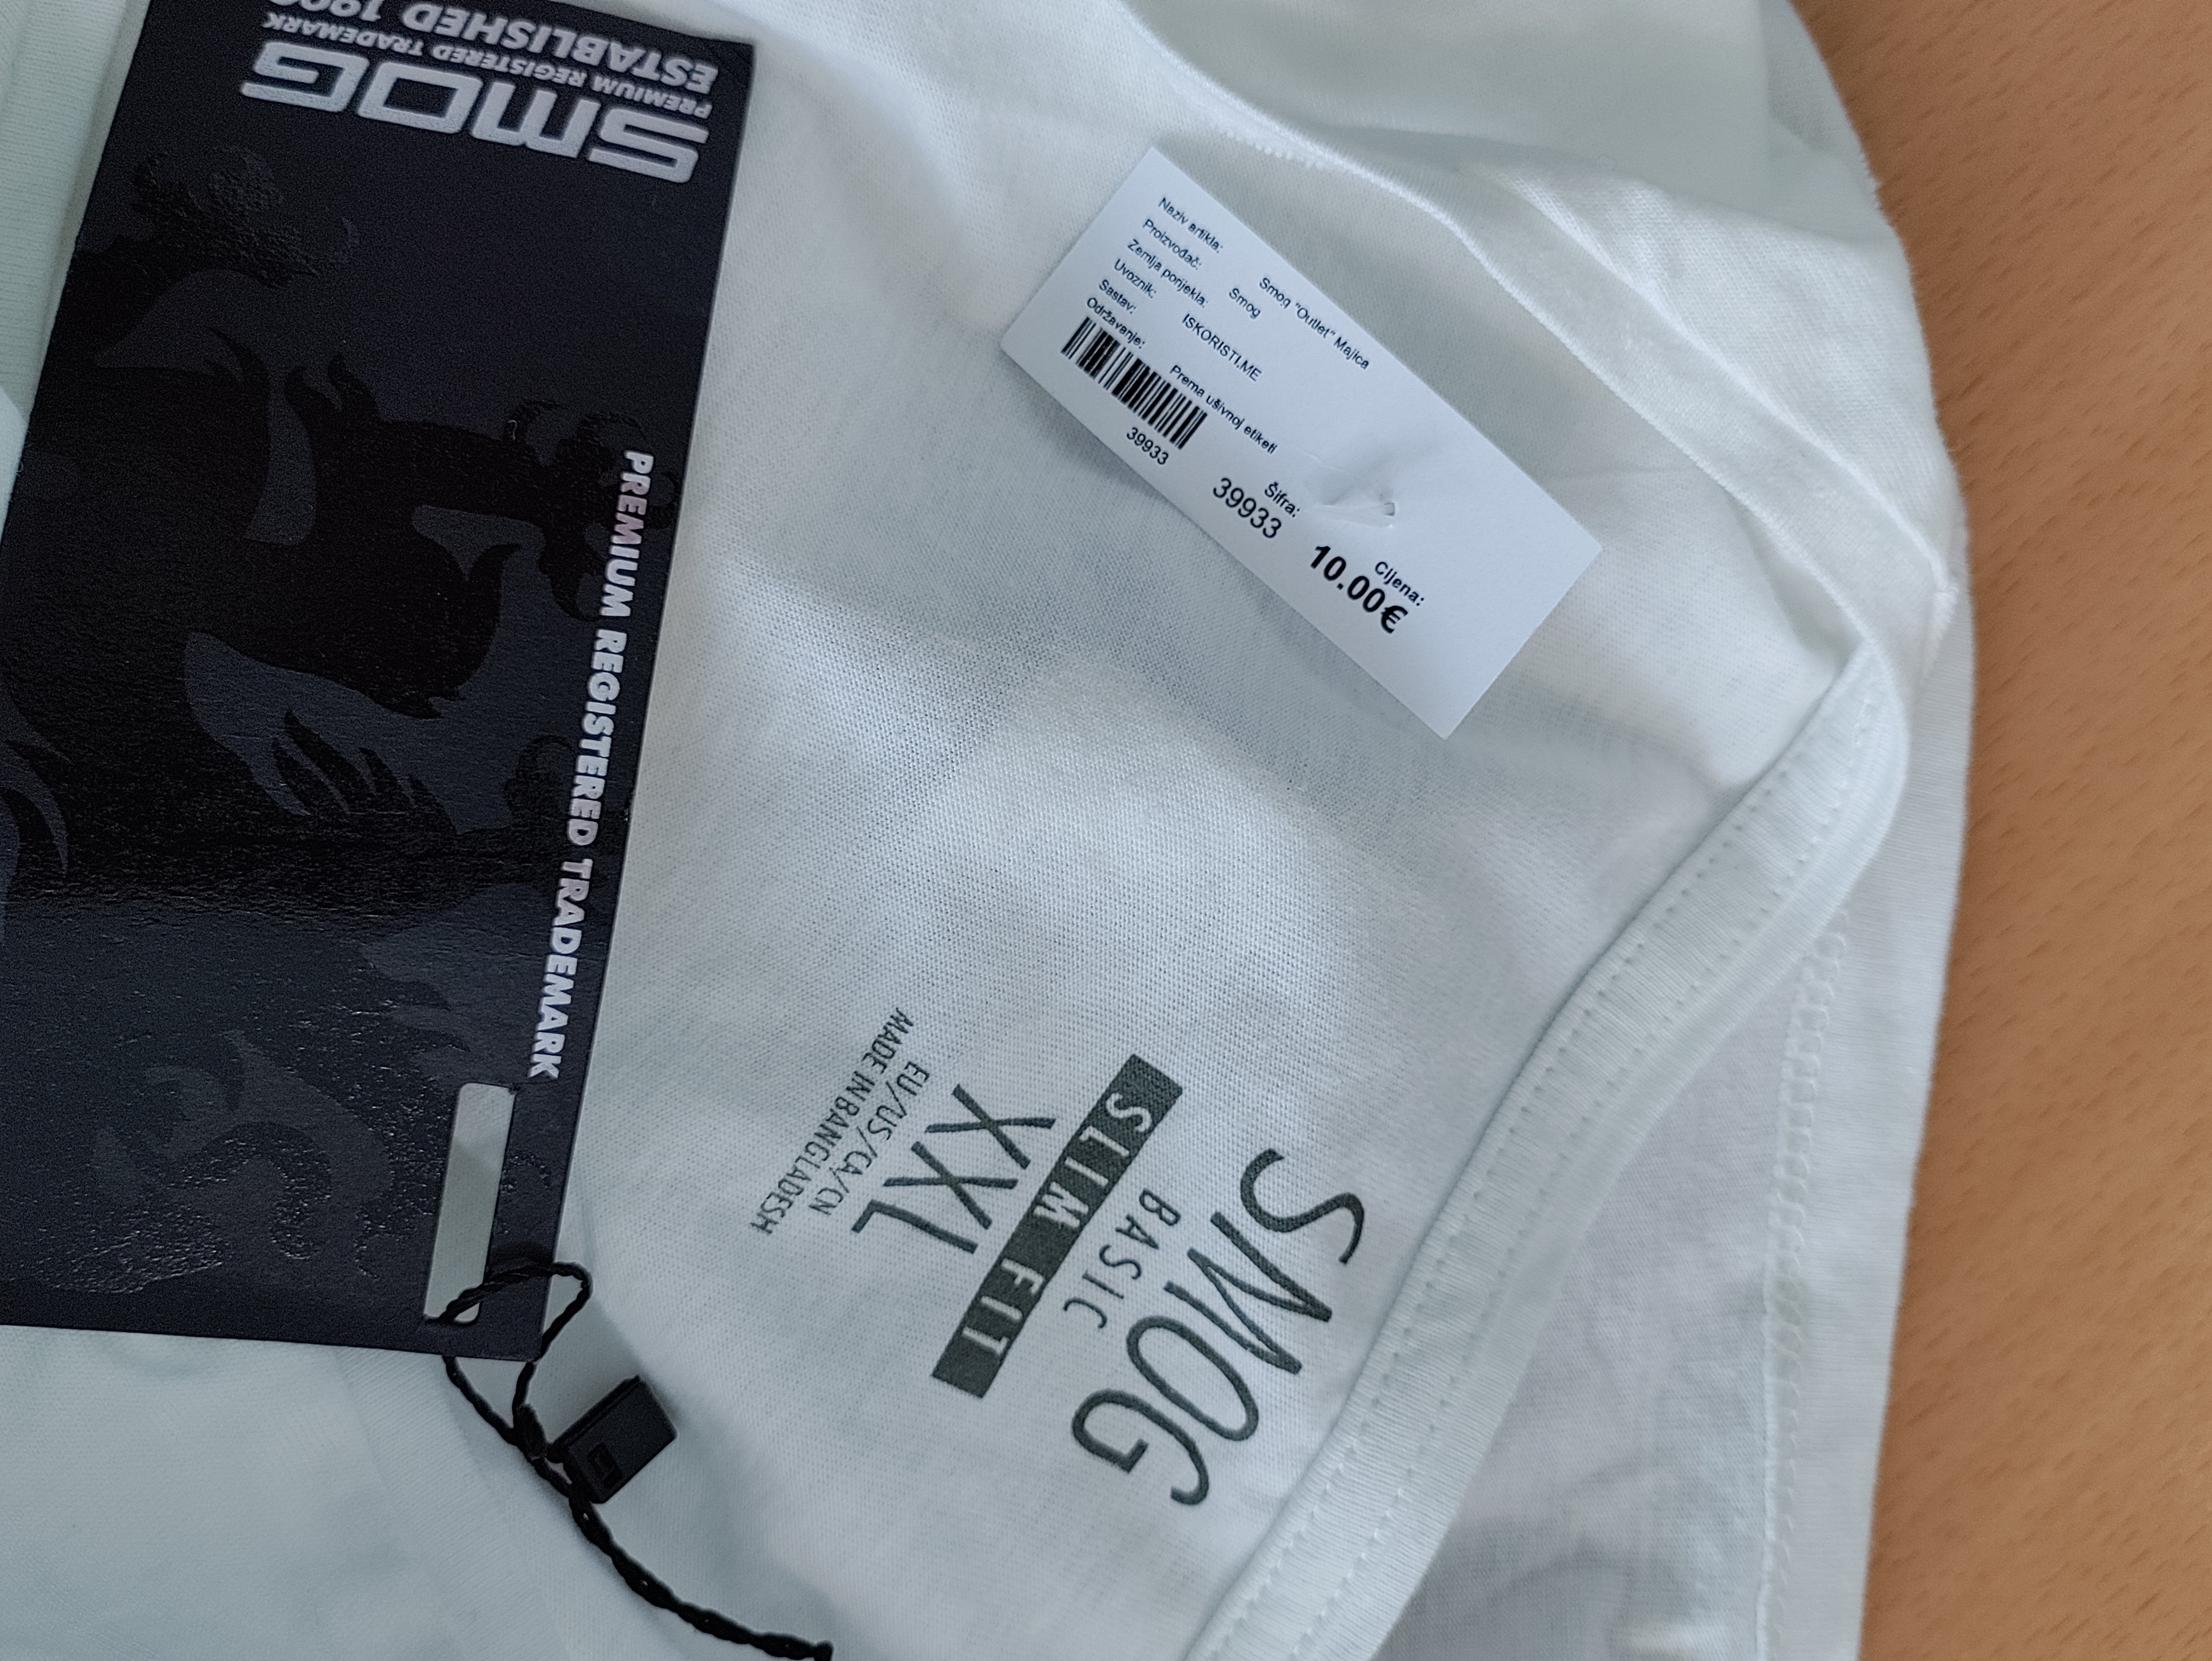 SMOG
PREMIUM REGISTERED TRADEMARK
ESTABLISHED
PREMIUM REGISTERED TRADEMARK
Naziv artikla: Smog "Outlet" Majica
Proizvođač: Smog
Zemlja porijekla:
Uvoznik: ISKORISTI.ME
Sastav:
Održavanje: Prema ušivnoj etiketi
39933
Šifra:
39933
Cijena:
10.00€
SMOG
BASIC
SLIM FIT
XXL
EU/US/CA/CN
MADE IN BANGLADESH